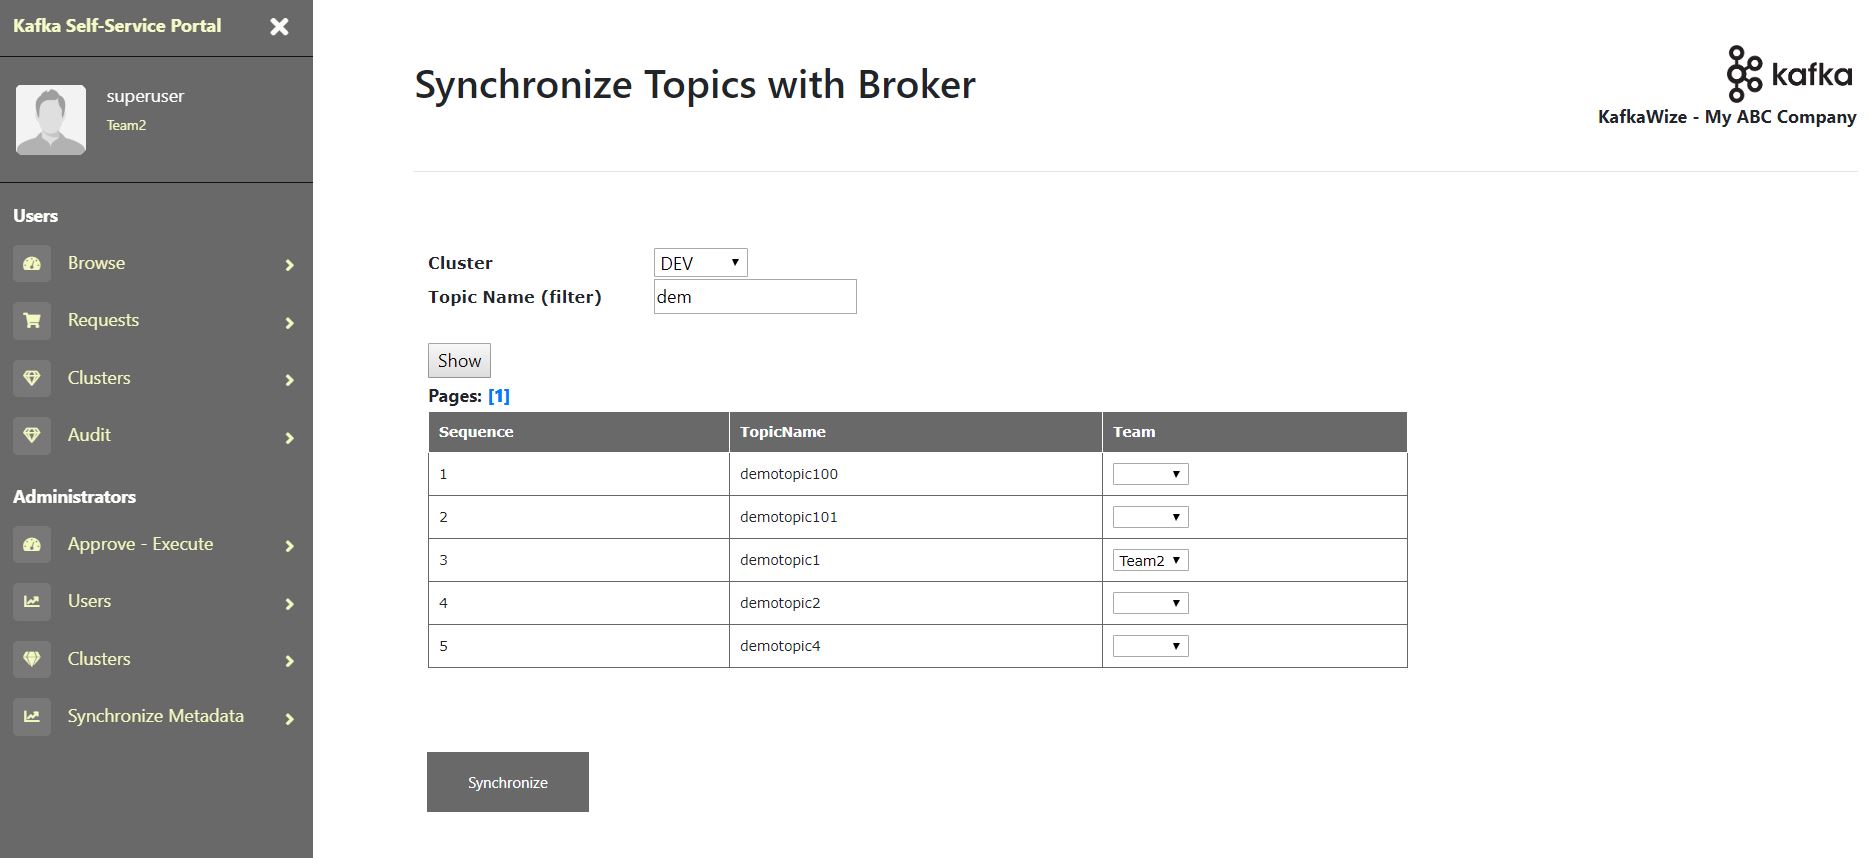 Kafka Self-Service Portal
superuser
Team2
Users
Browse
Requests
Clusters
Audit
Administrators
Approve - Execute
Users
Clusters
Synchronize Metadata
Synchronize Topics with Broker
kafka
KafkaWize - My ABC Company
Cluster DEV
Topic Name (filter) dem
Show
Pages: [1]
Sequence TopicName Team
1 demotopic100
2 demotopic101
3 demotopic1 Team2
4 demotopic2
5 demotopic4
Synchronize